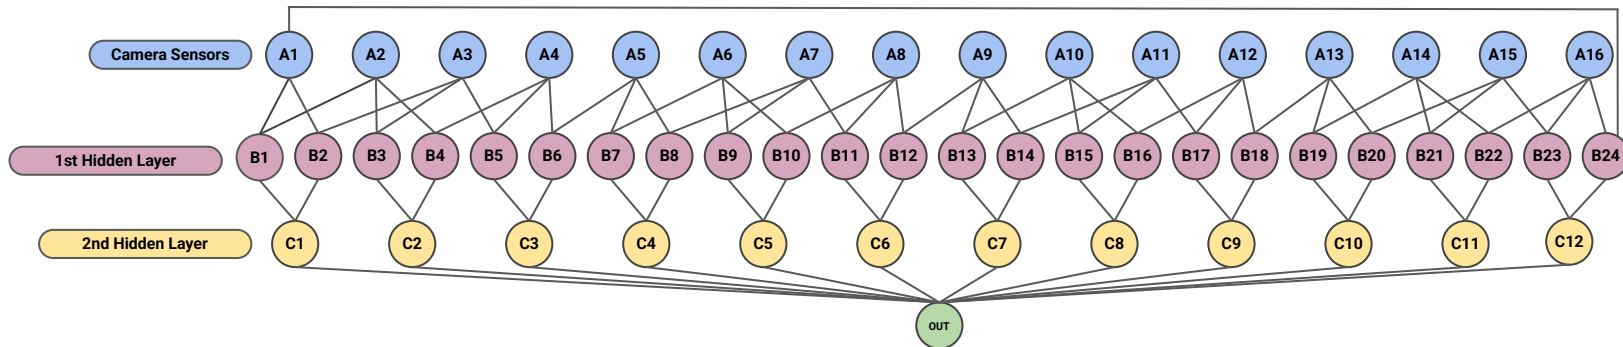 Camera Sensors A1 A2 A3 A4 A5 A6 A7 A8 A9 A10 A11 A12 A13 A14 A15 A16
1st Hidden Layer B1 B2 B3 B4 B5 B6 B7 B8 B9 B10 B11 B12 B13 B14 B15 B16 B17 B18 B19 B20 B21 B22 B23 B24
2nd Hidden Layer C1 C2 C3 C4 C5 C6 C7 C8 C9 C10 C11 C12
OUT